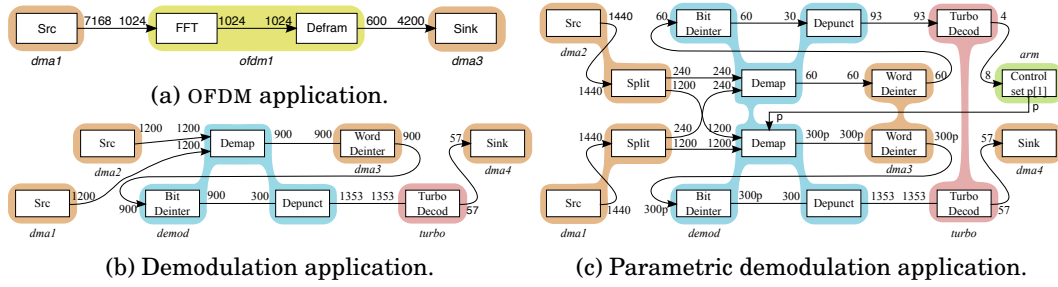 Src 7168 1024 FFT 1024 1024 Defram 600 4200 Sink
dma1 ofdm1 dma3
(a) OFDM application.
1200 1200 900 900 Word 900 57
Src Demap Deinter Sink
dma2 1200 dma3 dma4
Src 1200 900 Bit Deinter 900 300 Depunct 1353 1353 Turbo Decod 57
dma1 demod turbo
(b) Demodulation application.
Src 1440 60 Bit Deinter 60 30 Depunct 93 93 Turbo Decod 4
dma2 arm
1440 Split 240 240 Demap 60 60 Word Deinter 60 8 Control set p[1]
1200 240 p
p
1440 Split 240 1200 Demap 300p 300p Word Deinter 300p 57 Sink
1200 1200 dma3 dma4
Src 1440 300p Bit Deinter 300p 300 Depunct 1353 1353 Turbo Decod 57
dma1 demod turbo
(c) Parametric demodulation application.